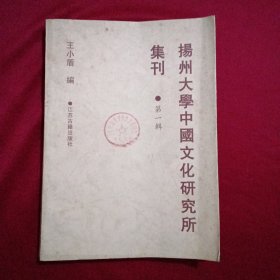 揚州大學中國文化研究所
集刊
●第一輯
王小盾 編
●江苏古籍出版社